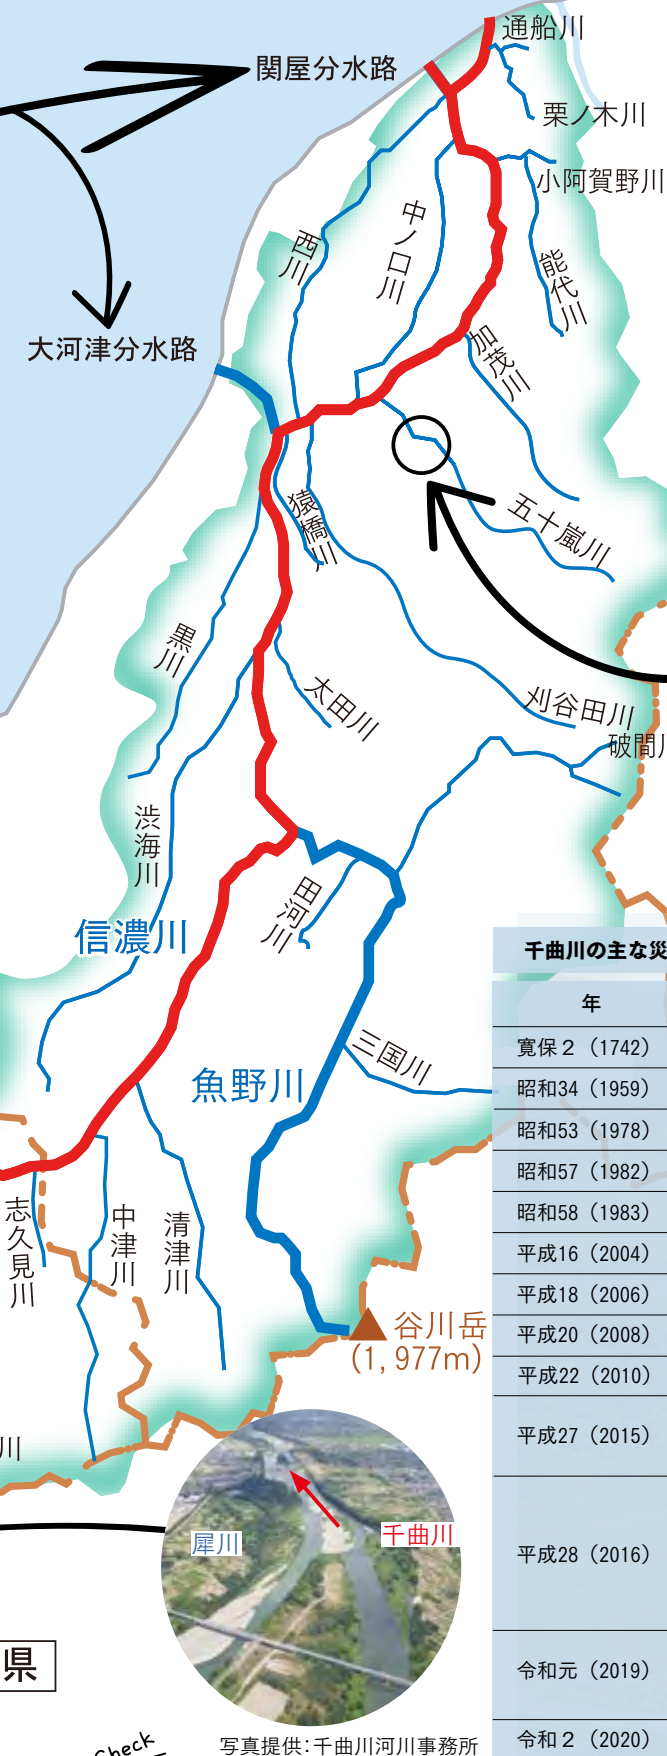 通船川
関屋分水路
栗ノ木川
小阿賀野川
中ノ口川
西川
能代川
加茂川
大河津分水路
猿橋川
五十嵐川
黒川
太田川
刈谷田川
破間川
渋海川
田河川
信濃川
千曲川の主な災
年
三国川
寛保２（1742）
魚野川
昭和34（1959）
昭和53（1978）
昭和57（1982）
志久見川
中津川
清津川
昭和58（1983）
平成16（2004）
平成18（2006）
谷川岳
(1,977m)
平成20（2008）
平成22（2010）
川
平成27（2015）
犀川
千曲川
平成28（2016）
県
令和元（2019）
Check
写真提供：千曲川河川事務所
令和２（2020）